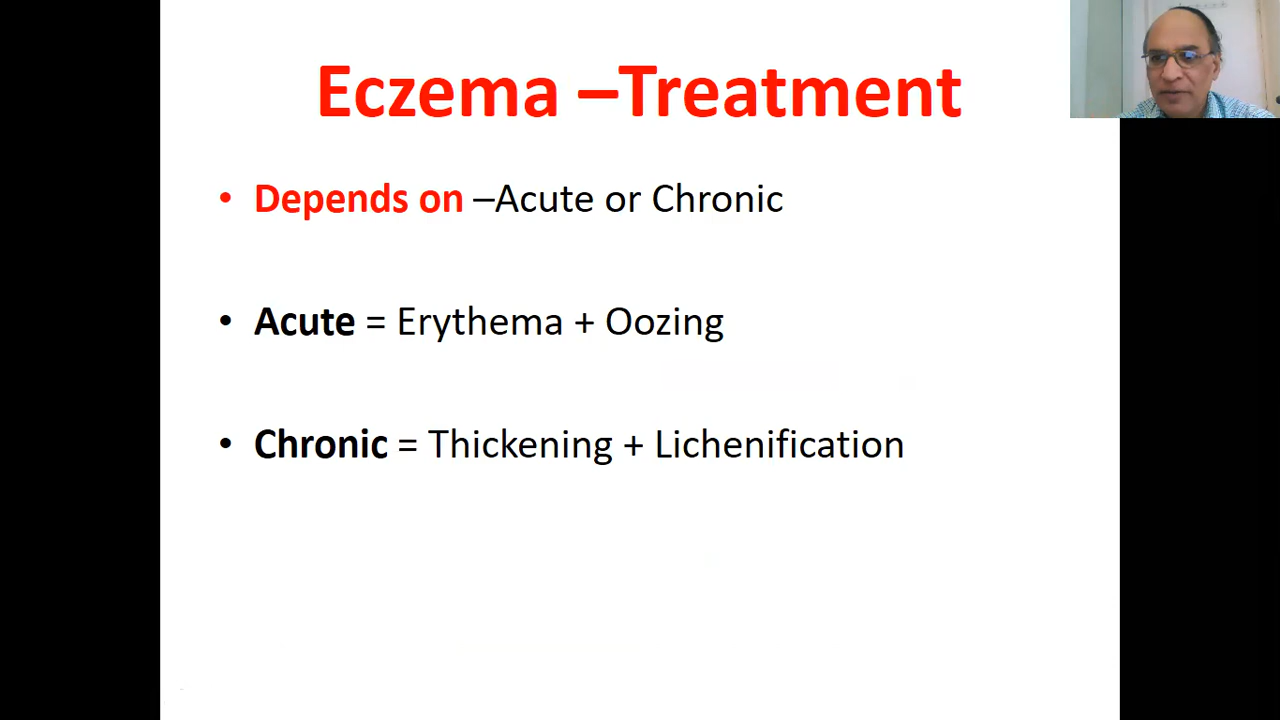 Eczema –Treatment
• Depends on –Acute or Chronic
• Acute = Erythema + Oozing
• Chronic = Thickening + Lichenification